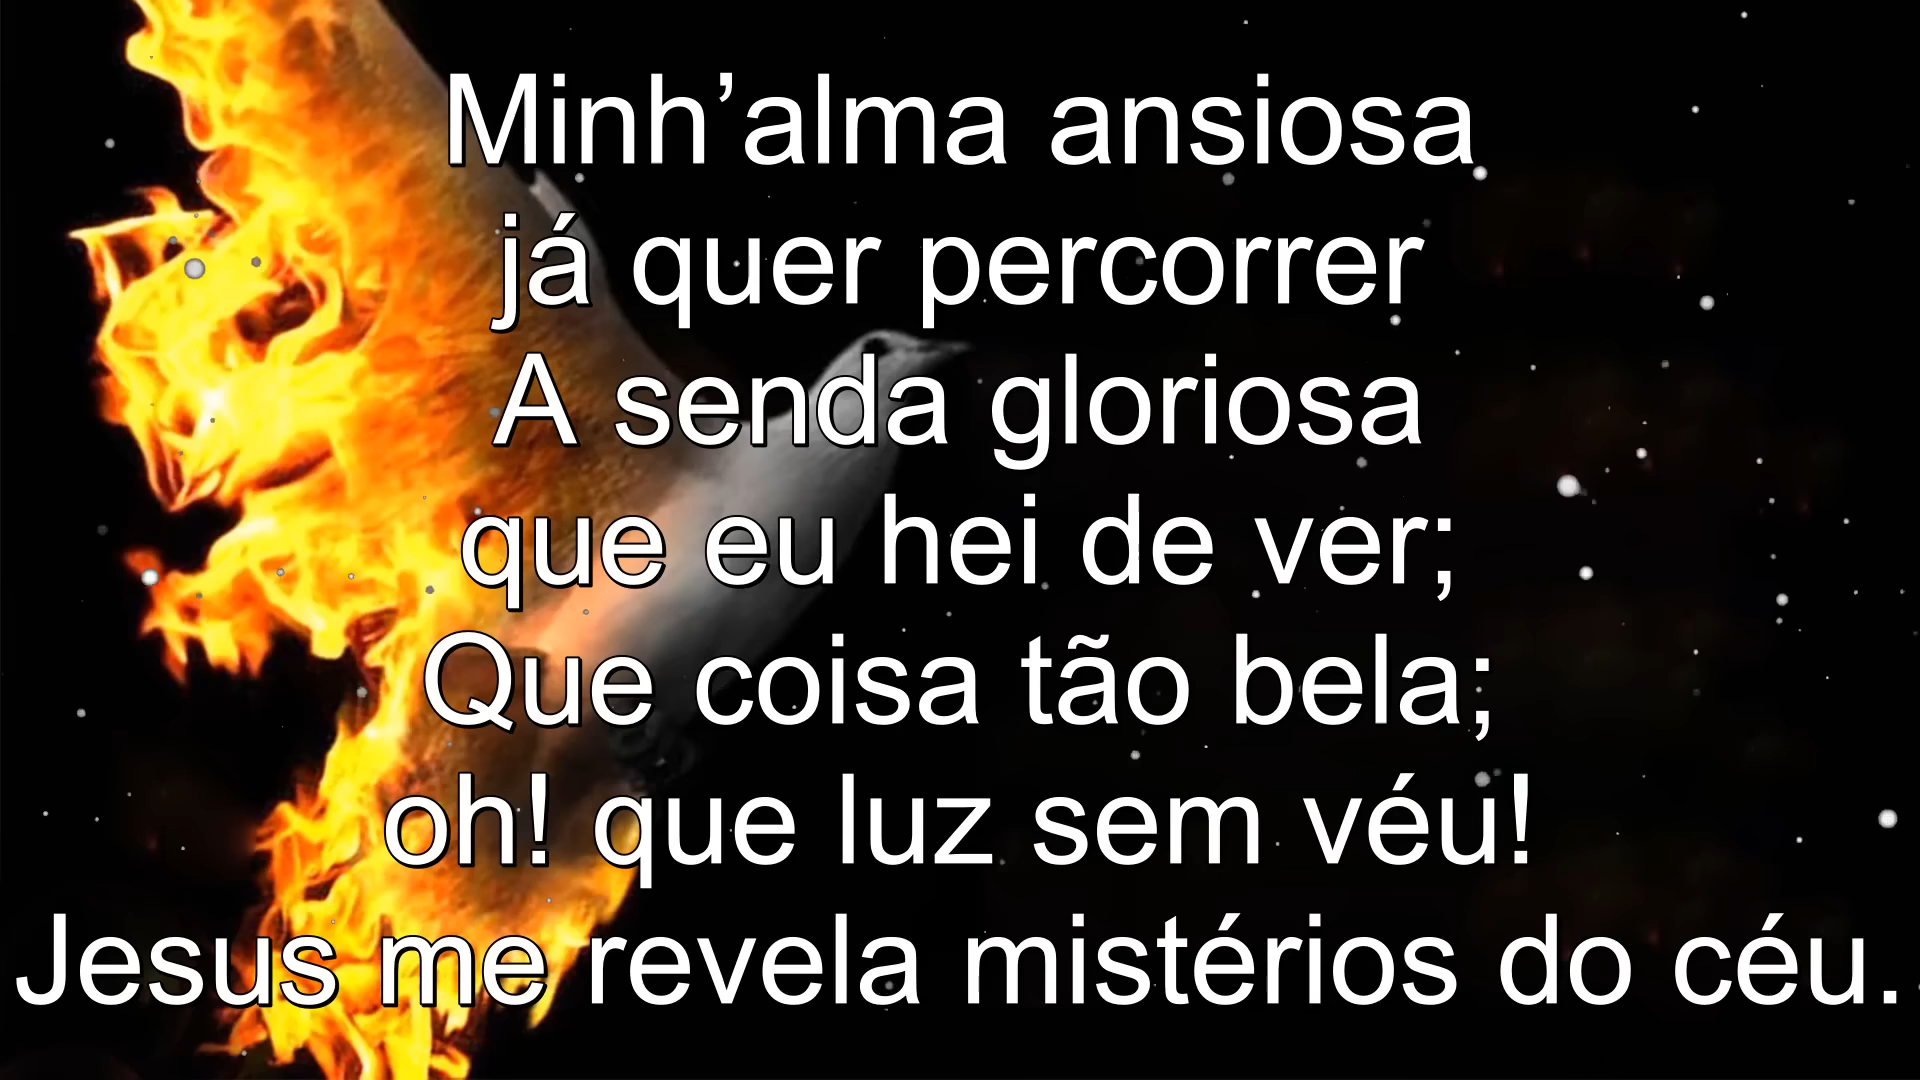 Minh’alma ansiosa
já quer percorrer
A senda gloriosa
que eu hei de ver;
Que coisa tão bela;
oh! que luz sem véu!
Jesus me revela mistérios do céu.